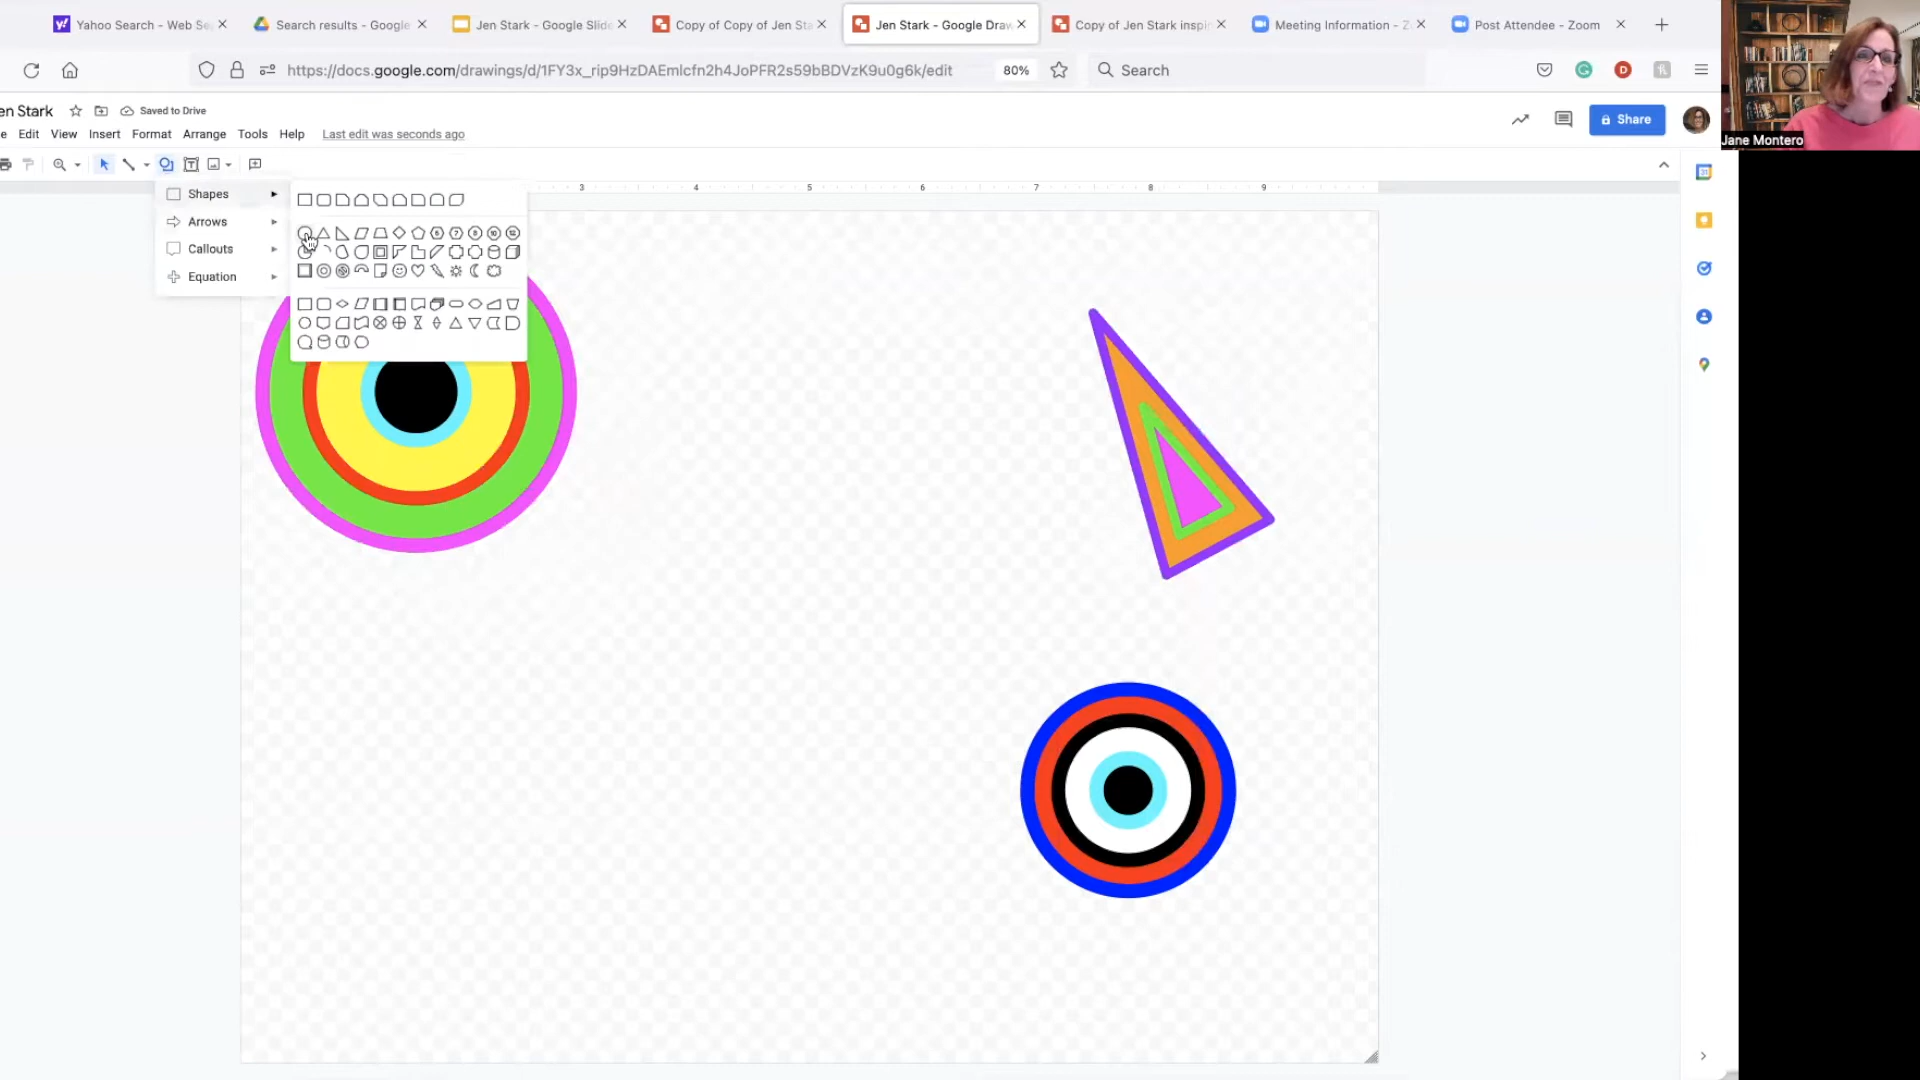 Yahoo Search - Web Se
Search results - Google
Jen Stark - Google Slide
Copy of Copy of Jen Sta
Jen Stark - Google Draw
Copy of Jen Stark inspi
Meeting Information - Z
Post Attendee - Zoom
https://docs.google.com/drawings/d/1FY3x_rip9HzDAEmlcfn2h4JoPFR2s59bBDVzK9u0g6k/edit
80%
Search
en Stark
Saved to Drive
e Edit View Insert Format Arrange Tools Help Last edit was seconds ago
Share
Jane Montero
3 4 5 6 7 8 9
Shapes
Arrows
Callouts
Equation